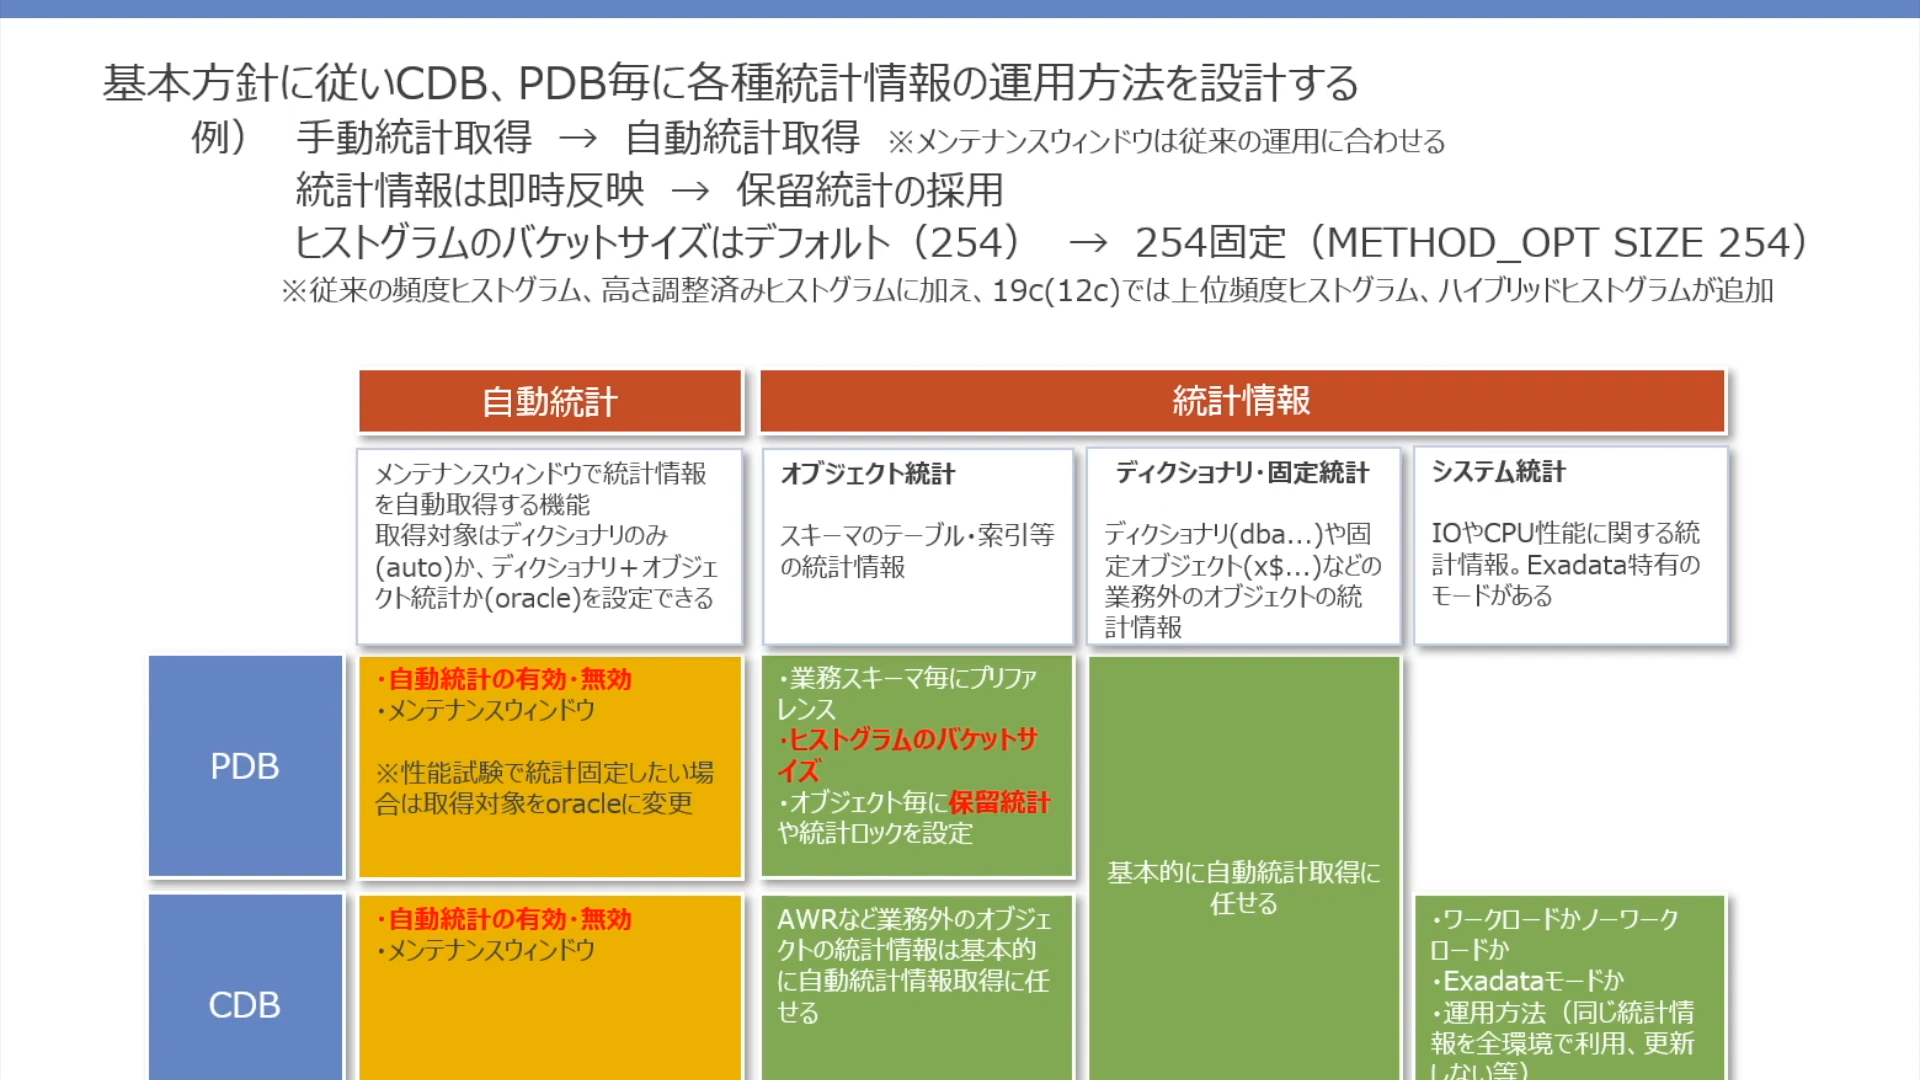 基本方針に従いCDB、PDB毎に各種統計情報の運用方法を設計する
例） 手動統計取得 → 自動統計取得 ※メンテナンスウィンドウは従来の運用に合わせる
統計情報は即時反映 → 保留統計の採用
ヒストグラムのバケットサイズはデフォルト（254） → 254固定（METHOD_OPT SIZE 254）
※従来の頻度ヒストグラム、高さ調整済みヒストグラムに加え、19c(12c)では上位頻度ヒストグラム、ハイブリッドヒストグラムが追加
自動統計
統計情報
メンテナンスウィンドウで統計情報
を自動取得する機能
取得対象はディクショナリのみ
(auto)か、ディクショナリ＋オブジェ
クト統計か(oracle)を設定できる
オブジェクト統計
スキーマのテーブル・索引等
の統計情報
ディクショナリ・固定統計
ディクショナリ(dba...)や固
定オブジェクト(x$...)などの
業務外のオブジェクトの統
計情報
システム統計
IOやCPU性能に関する統
計情報。Exadata特有の
モードがある
PDB
・自動統計の有効・無効
・メンテナンスウィンドウ
※性能試験で統計固定したい場
合は取得対象をoracleに変更
・業務スキーマ毎にプリファ
レンス
・ヒストグラムのバケットサ
イズ
・オブジェクト毎に保留統計
や統計ロックを設定
基本的に自動統計取得に
任せる
CDB
・自動統計の有効・無効
・メンテナンスウィンドウ
AWRなど業務外のオブジェ
クトの統計情報は基本的
に自動統計情報取得に任
せる
・ワークロードかノーワーク
ロードか
・Exadataモードか
・運用方法（同じ統計情
報を全環境で利用、更新
しない等）